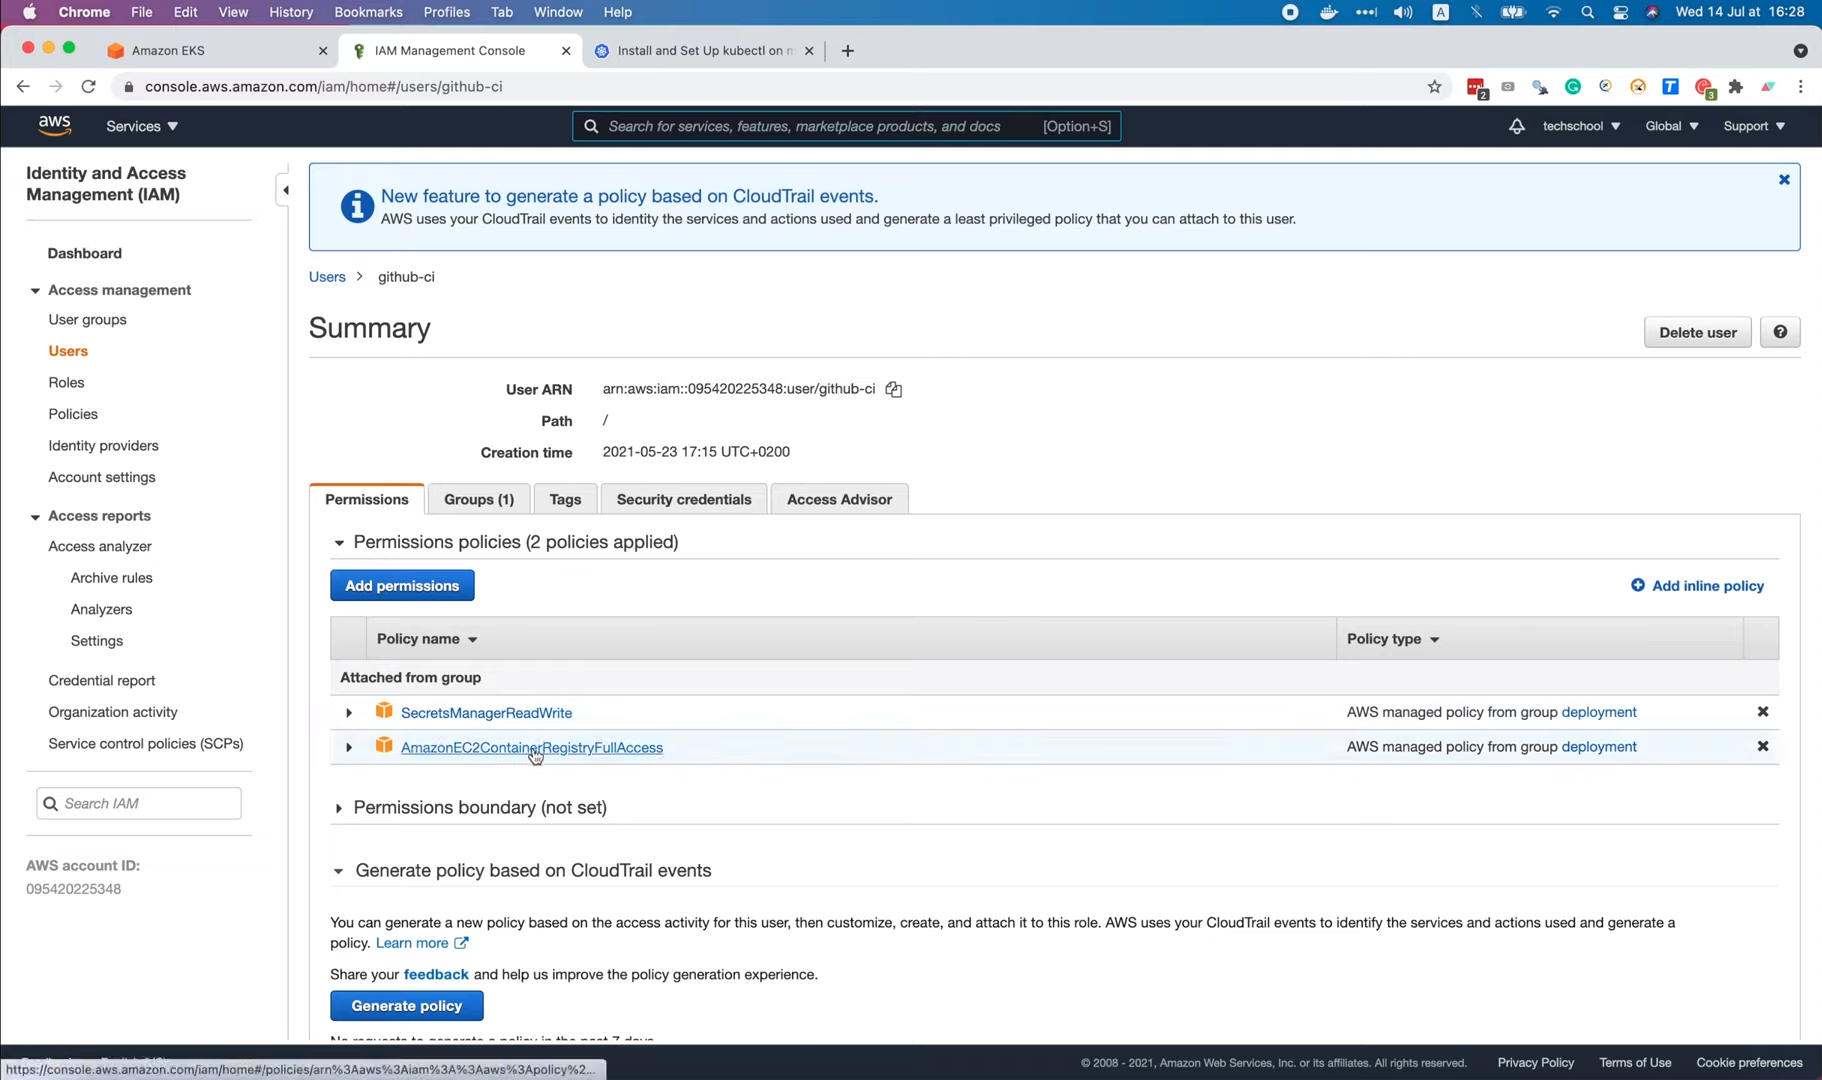 Chrome File Edit View History Bookmarks Profiles Tab Window Help A Wed 14 Jul at 16:28
Amazon EKS IAM Management Console Install and Set Up kubectl on m
console.aws.amazon.com/iam/home#/users/github-ci 2 T 3
aws Services Search for services, features, marketplace products, and docs [Option+S] techschool Global Support
Identity and Access
Management (IAM)
Dashboard
Access management
User groups
Users
Roles
Policies
Identity providers
Account settings
Access reports
Access analyzer
Archive rules
Analyzers
Settings
Credential report
Organization activity
Service control policies (SCPs)
Search IAM
AWS account ID:
095420225348
New feature to generate a policy based on CloudTrail events.
AWS uses your CloudTrail events to identify the services and actions used and generate a least privileged policy that you can attach to this user.
Users > github-ci
Summary
Delete user ?
User ARN arn:aws:iam::095420225348:user/github-ci
Path /
Creation time 2021-05-23 17:15 UTC+0200
Permissions Groups (1) Tags Security credentials Access Advisor
Permissions policies (2 policies applied)
Add permissions Add inline policy
Policy name Policy type
Attached from group
SecretsManagerReadWrite AWS managed policy from group deployment
AmazonEC2ContainerRegistryFullAccess AWS managed policy from group deployment
Permissions boundary (not set)
Generate policy based on CloudTrail events
You can generate a new policy based on the access activity for this user, then customize, create, and attach it to this role. AWS uses your CloudTrail events to identify the services and actions used and generate a
policy. Learn more
Share your feedback and help us improve the policy generation experience.
Generate policy
No requests to generate a policy in the past 7 days.
© 2008 - 2021, Amazon Web Services, Inc. or its affiliates. All rights reserved. Privacy Policy Terms of Use Cookie preferences
https://console.aws.amazon.com/iam/home#/policies/arn%3Aaws%3Aiam%3A%3Aaws%3Apolicy%2...